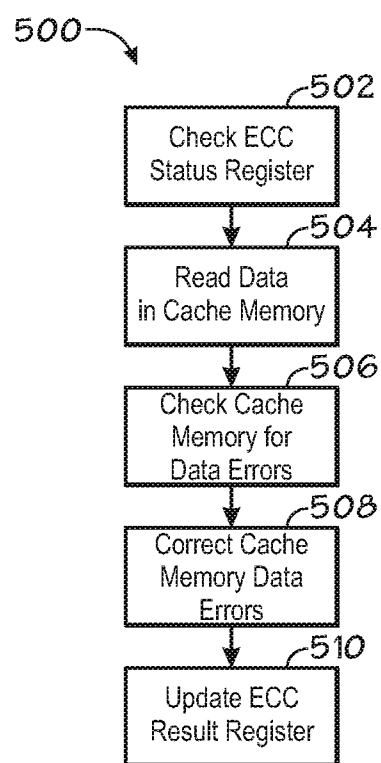 500
502
Check ECC
Status Register
504
Read Data
in Cache Memory
506
Check Cache
Memory for
Data Errors
508
Correct Cache
Memory Data
Errors
510
Update ECC
Result Register